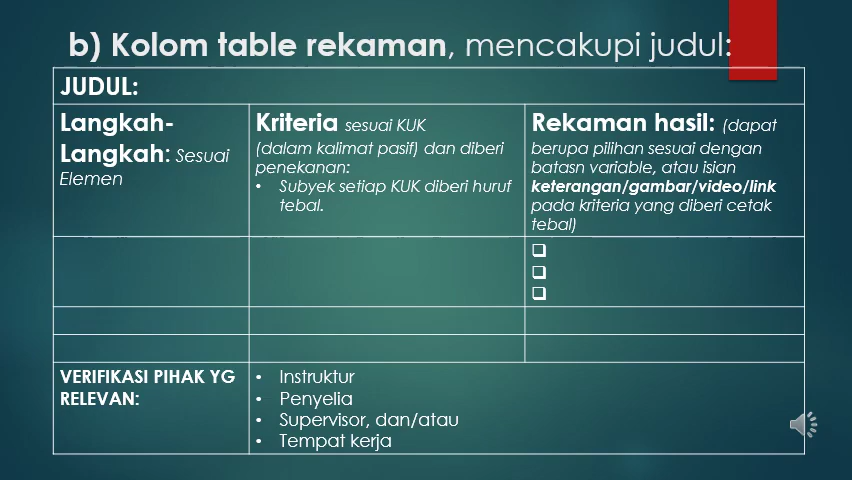 b) Kolom table rekaman, mencakupi judul:
JUDUL:
Langkah-
Langkah: Sesuai
Elemen
Kriteria sesuai KUK
(dalam kalimat pasif) dan diberi
penekanan:
• Subyek setiap KUK diberi huruf
tebal.
Rekaman hasil: (dapat
berupa pilihan sesuai dengan
batasn variable, atau isian
keterangan/gambar/video/link
pada kriteria yang diberi cetak
tebal)
❑
❑
❑
VERIFIKASI PIHAK YG
RELEVAN:
• Instruktur
• Penyelia
• Supervisor, dan/atau
• Tempat kerja